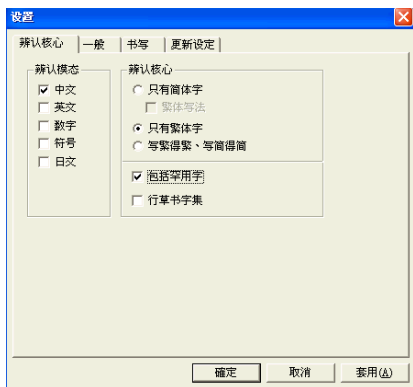 设置
辨认核心 一般 书写 更新设定
辨认模态
中文
英文
数字
符号
日文
辨认核心
只有简体字
繁体写法
只有繁体字
写繁得繁、写简得简
包括罕用字
行草书字集
確定 取消 套用(A)